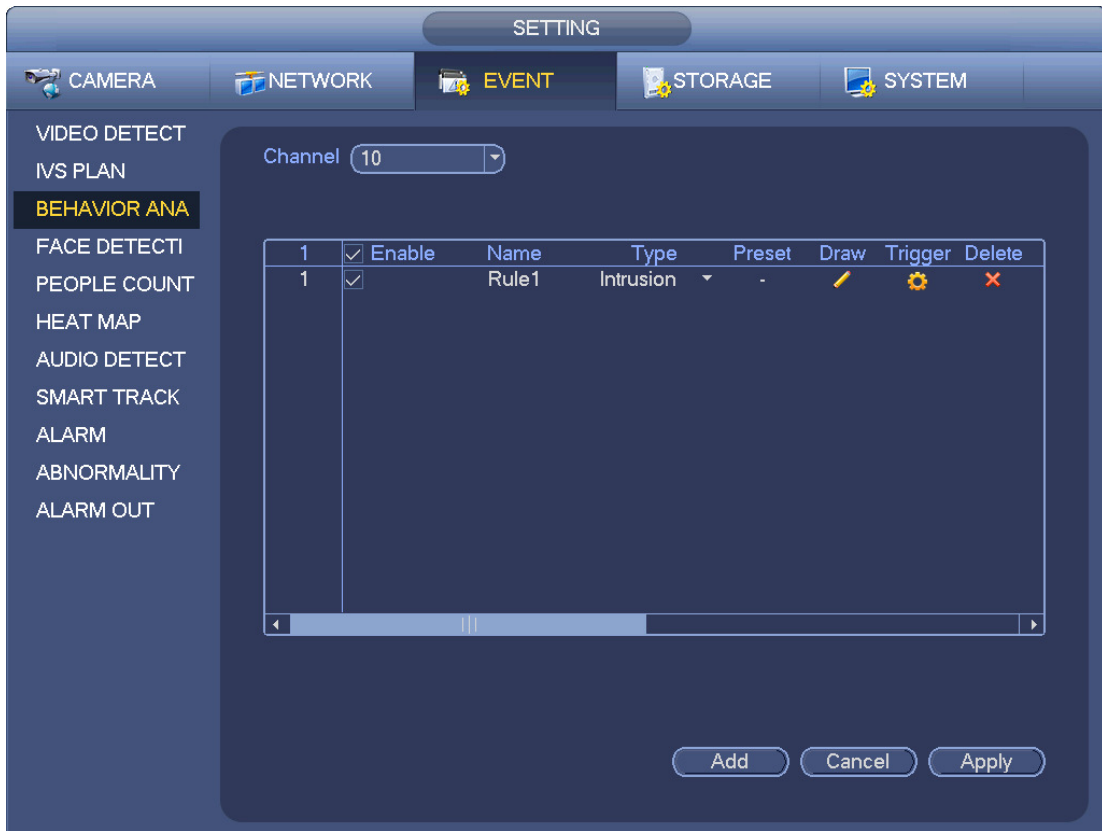 SETTING
CAMERA NETWORK EVENT STORAGE SYSTEM
VIDEO DETECT
IVS PLAN
BEHAVIOR ANA
FACE DETECTI
PEOPLE COUNT
HEAT MAP
AUDIO DETECT
SMART TRACK
ALARM
ABNORMALITY
ALARM OUT
Channel 10
1 Enable Name Type Preset Draw Trigger Delete
1 Rule1 Intrusion -
Add Cancel Apply